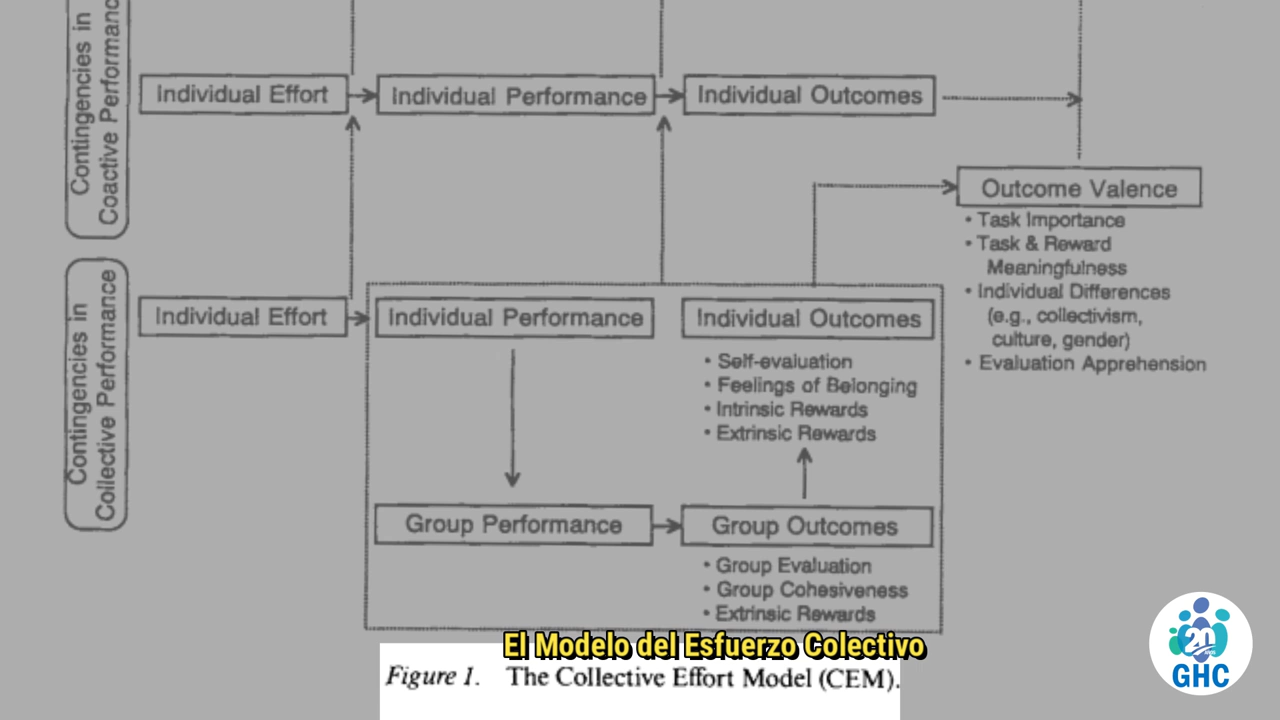 Contingencies in
Coactive Performance
Individual Effort
Individual Performance
Individual Outcomes
Outcome Valence
• Task Importance
• Task & Reward
Meaningfulness
• Individual Differences
(e.g., collectivism,
culture, gender)
• Evaluation Apprehension
Contingencies in
Collective Performance
Individual Effort
Individual Performance
Individual Outcomes
• Self-evaluation
• Feelings of Belonging
• Intrinsic Rewards
• Extrinsic Rewards
Group Performance
Group Outcomes
• Group Evaluation
• Group Cohesiveness
• Extrinsic Rewards
El Modelo del Esfuerzo Colectivo
Figure 1. The Collective Effort Model (CEM).
20
GHC